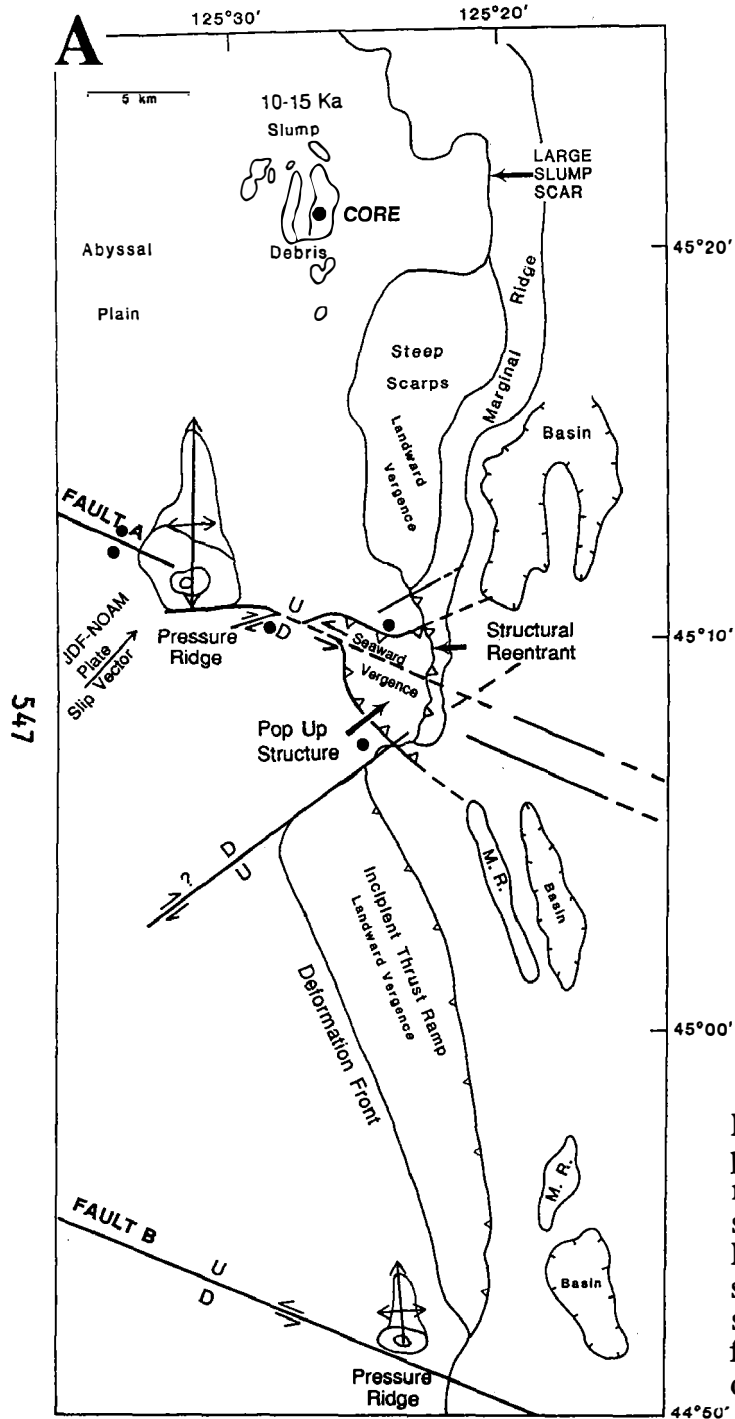 A
125°30'
125°20'
5 km
10-15 Ka
Slump
CORE
Debris
LARGE
SLUMP
SCAR
45°20'
Abyssal
Plain
Steep
Scarps
Landward
Vergence
Marginal Ridge
Basin
FAULT A
JDF-NOAM
Plate
Slip Vector
Pressure
Ridge
U
D
Seaward
Vergence
Structural
Reentrant
45°10'
547
Pop Up
Structure
D
U
?
M. R.
Basin
Incipient Thrust Ramp
Landward Vergence
Deformation Front
45°00'
M. R.
Basin
FAULT B
U
D
Pressure
Ridge
44°50'